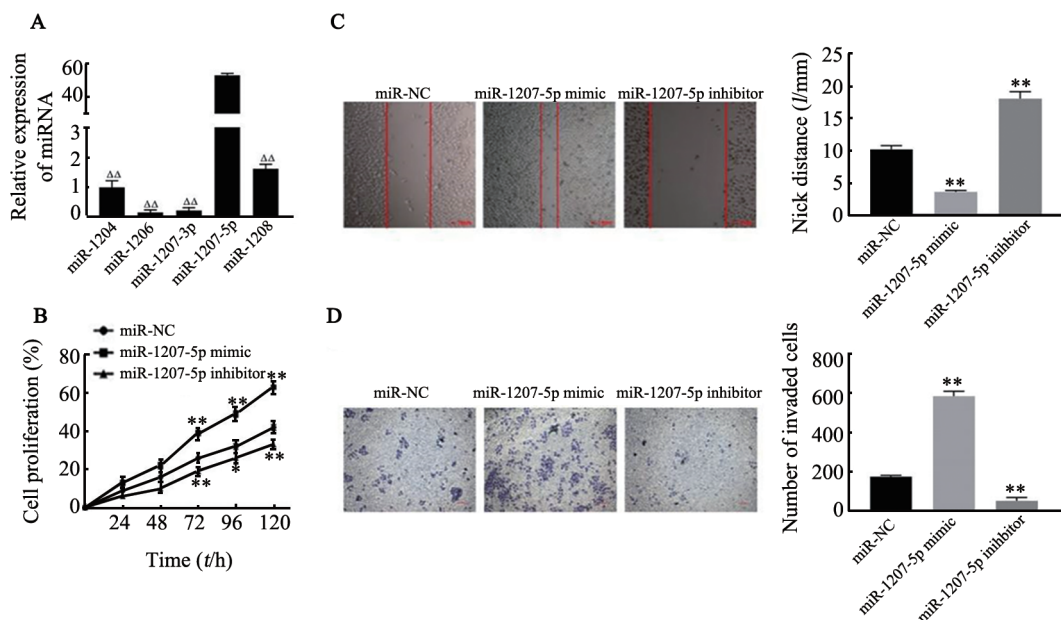 A
Relative expression
of miRNA
60
40
3
2
1
0
ΔΔ
ΔΔ
ΔΔ
ΔΔ
miR-1204
miR-1206
miR-1207-3p
miR-1207-5p
miR-1208
B
miR-NC
miR-1207-5p mimic
miR-1207-5p inhibitor
Cell proliferation (%)
80
60
40
20
0
**
**
**
**
*
**
24 48 72 96 120
Time (t/h)
C
miR-NC miR-1207-5p mimic miR-1207-5p inhibitor
Nick distance (l/mm)
25
20
15
10
5
0
**
**
miR-NC
miR-1207-5p mimic
miR-1207-5p inihbitor
D
miR-NC miR-1207-5p mimic miR-1207-5p inhibitor
Number of invaded cells
800
600
400
200
0
**
**
miR-NC
miR-1207-5p mimic
miR-1207-5p inihbitor